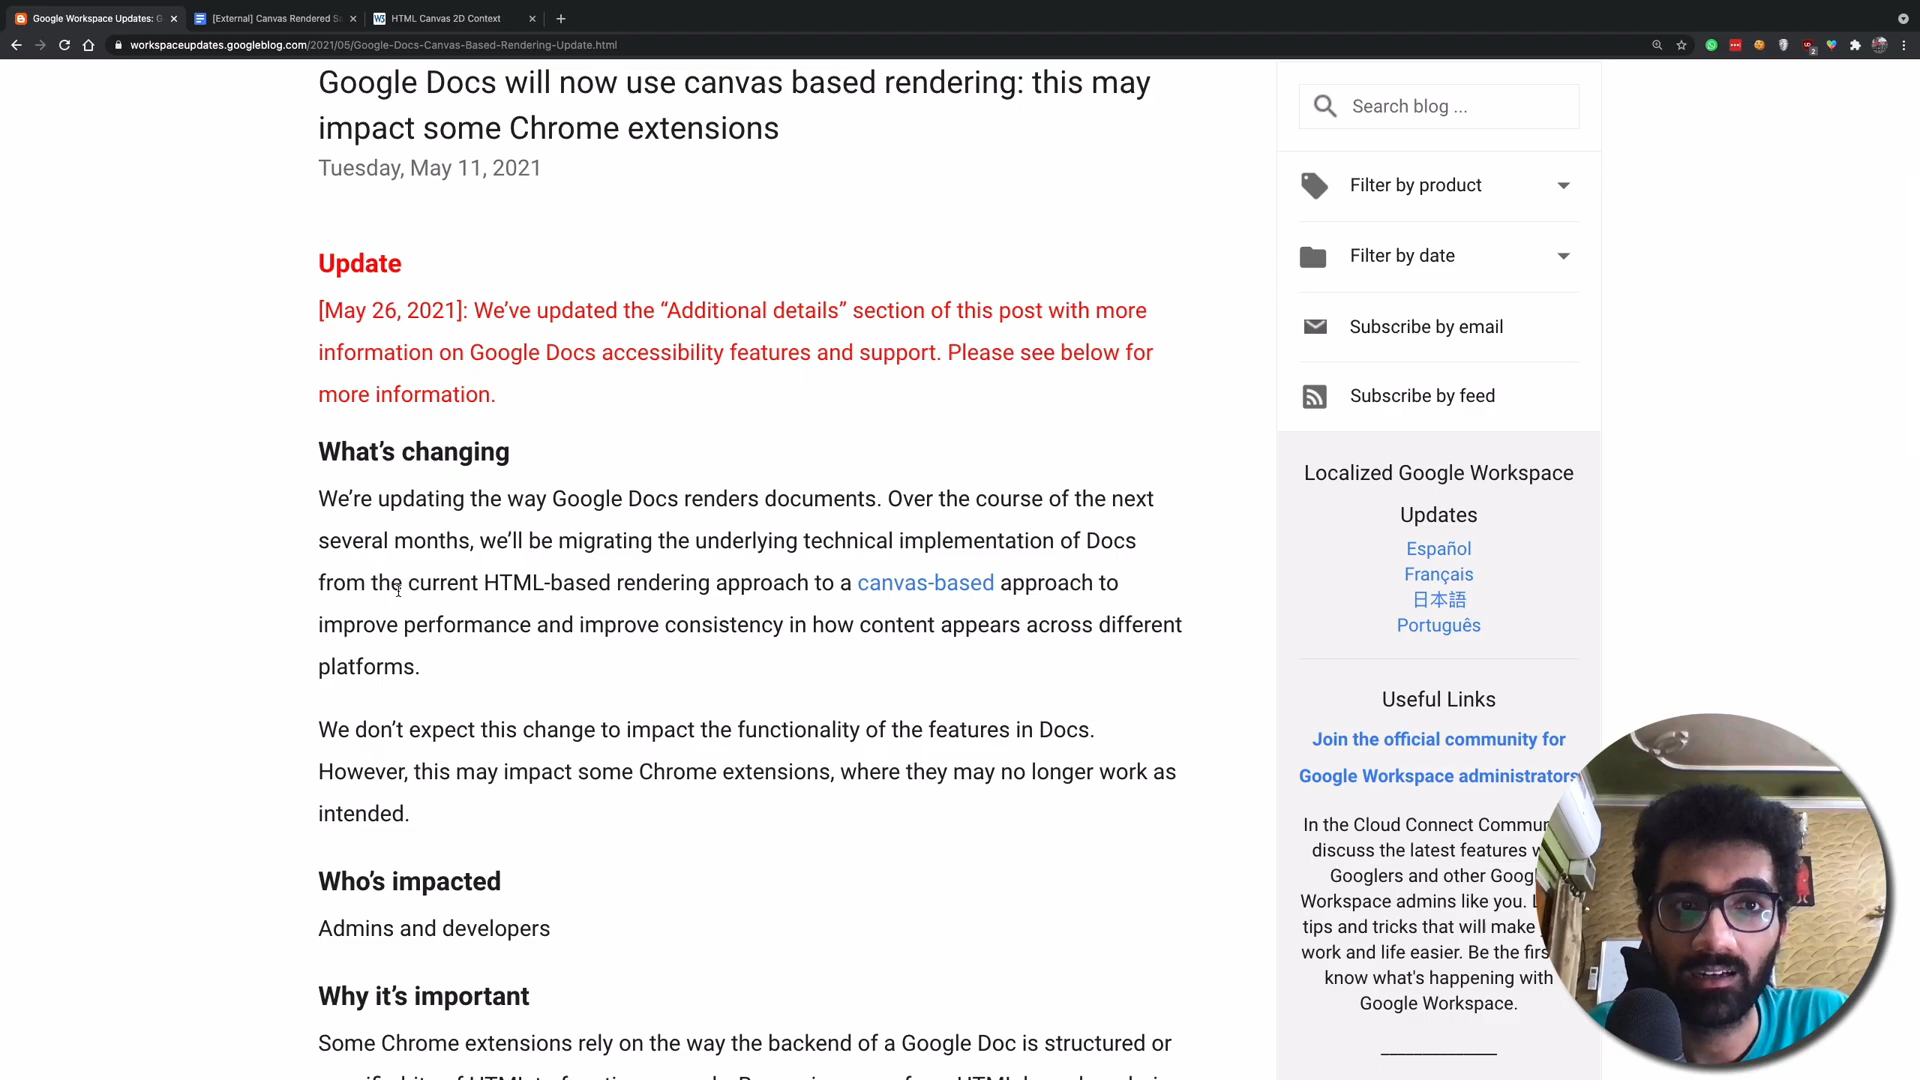 Google Workspace Updates: G
[External] Canvas Rendered Sa
HTML Canvas 2D Context
workspaceupdates.googleblog.com/2021/05/Google-Docs-Canvas-Based-Rendering-Update.html
Google Docs will now use canvas based rendering: this may
impact some Chrome extensions
Tuesday, May 11, 2021
Update
[May 26, 2021]: We’ve updated the “Additional details” section of this post with more
information on Google Docs accessibility features and support. Please see below for
more information.
What’s changing
We’re updating the way Google Docs renders documents. Over the course of the next
several months, we’ll be migrating the underlying technical implementation of Docs
from the current HTML-based rendering approach to a canvas-based approach to
improve performance and improve consistency in how content appears across different
platforms.
We don’t expect this change to impact the functionality of the features in Docs.
However, this may impact some Chrome extensions, where they may no longer work as
intended.
Who’s impacted
Admins and developers
Why it’s important
Some Chrome extensions rely on the way the backend of a Google Doc is structured or
Search blog ...
Filter by product
Filter by date
Subscribe by email
Subscribe by feed
Localized Google Workspace
Updates
Español
Français
日本語
Português
Useful Links
Join the official community for
Google Workspace administrators
In the Cloud Connect Commun
discuss the latest features w
Googlers and other Goog
Workspace admins like you. L
tips and tricks that will make
work and life easier. Be the firs
know what's happening with
Google Workspace.